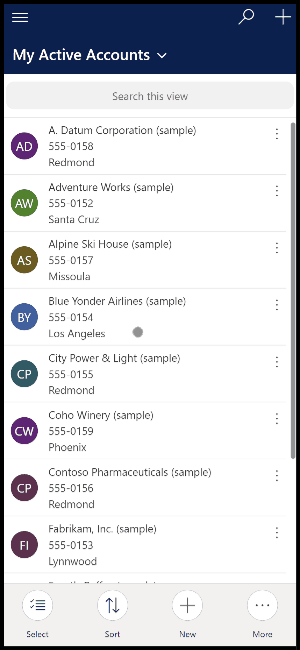 My Active Accounts
Search this view
AD
A. Datum Corporation (sample)
555-0158
Redmond
AW
Adventure Works (sample)
555-0152
Santa Cruz
AS
Alpine Ski House (sample)
555-0157
Missoula
BY
Blue Yonder Airlines (sample)
555-0154
Los Angeles
CP
City Power & Light (sample)
555-0155
Redmond
CW
Coho Winery (sample)
555-0159
Phoenix
CP
Contoso Pharmaceuticals (sample)
555-0156
Redmond
FI
Fabrikam, Inc. (sample)
555-0153
Lynnwood
Select
Sort
New
More